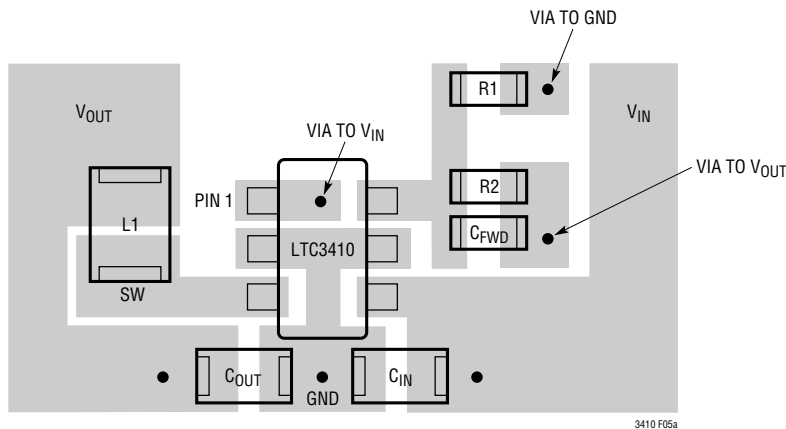 VIA TO GND
R1
VOUT
VIN
VIA TO VIN
VIA TO VOUT
PIN 1
R2
L1
LTC3410
CFWD
SW
COUT
CIN
GND
3410 F05a